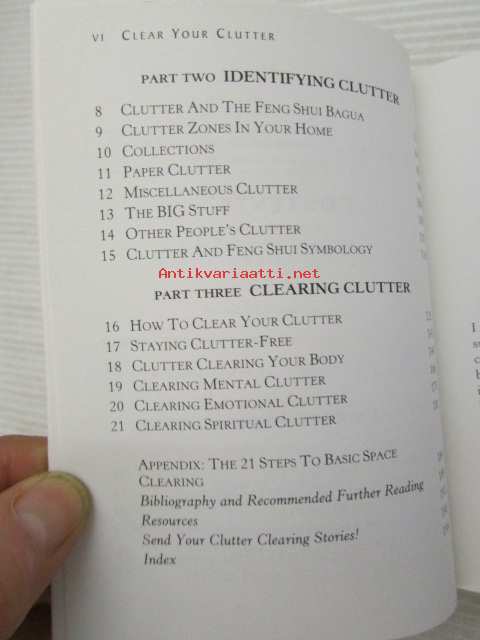 VI CLEAR YOUR CLUTTER
PART TWO IDENTIFYING CLUTTER
8 CLUTTER AND THE FENG SHUI BAGUA
9 CLUTTER ZONES IN YOUR HOME
10 COLLECTIONS
11 PAPER CLUTTER
12 MISCELLANEOUS CLUTTER
13 THE BIG STUFF
14 OTHER PEOPLE'S CLUTTER
15 CLUTTER AND FENG SHUI SYMBOLOGY
Antikvariaatti.net
PART THREE CLEARING CLUTTER
16 HOW TO CLEAR YOUR CLUTTER
17 STAYING CLUTTER-FREE
18 CLUTTER CLEARING YOUR BODY
19 CLEARING MENTAL CLUTTER
20 CLEARING EMOTIONAL CLUTTER
21 CLEARING SPIRITUAL CLUTTER
APPENDIX: THE 21 STEPS TO BASIC SPACE
CLEARING
Bibliography and Recommended Further Reading
Resources
Send Your Clutter Clearing Stories!
Index